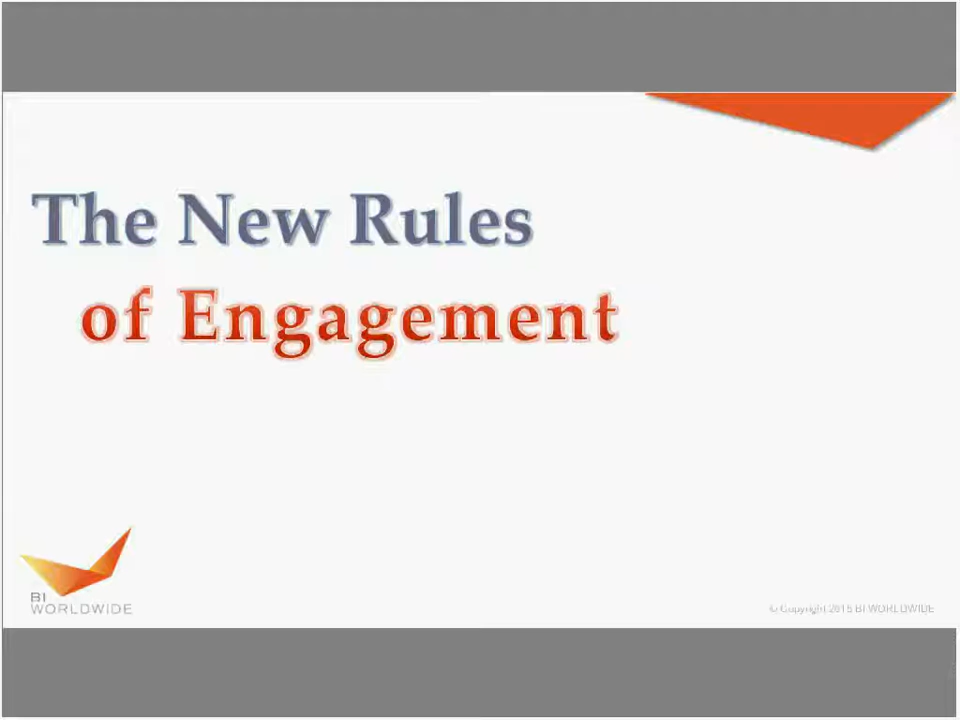 The New Rules
of Engagement
BI
WORLDWIDE
© Copyright 2015 BI WORLDWIDE